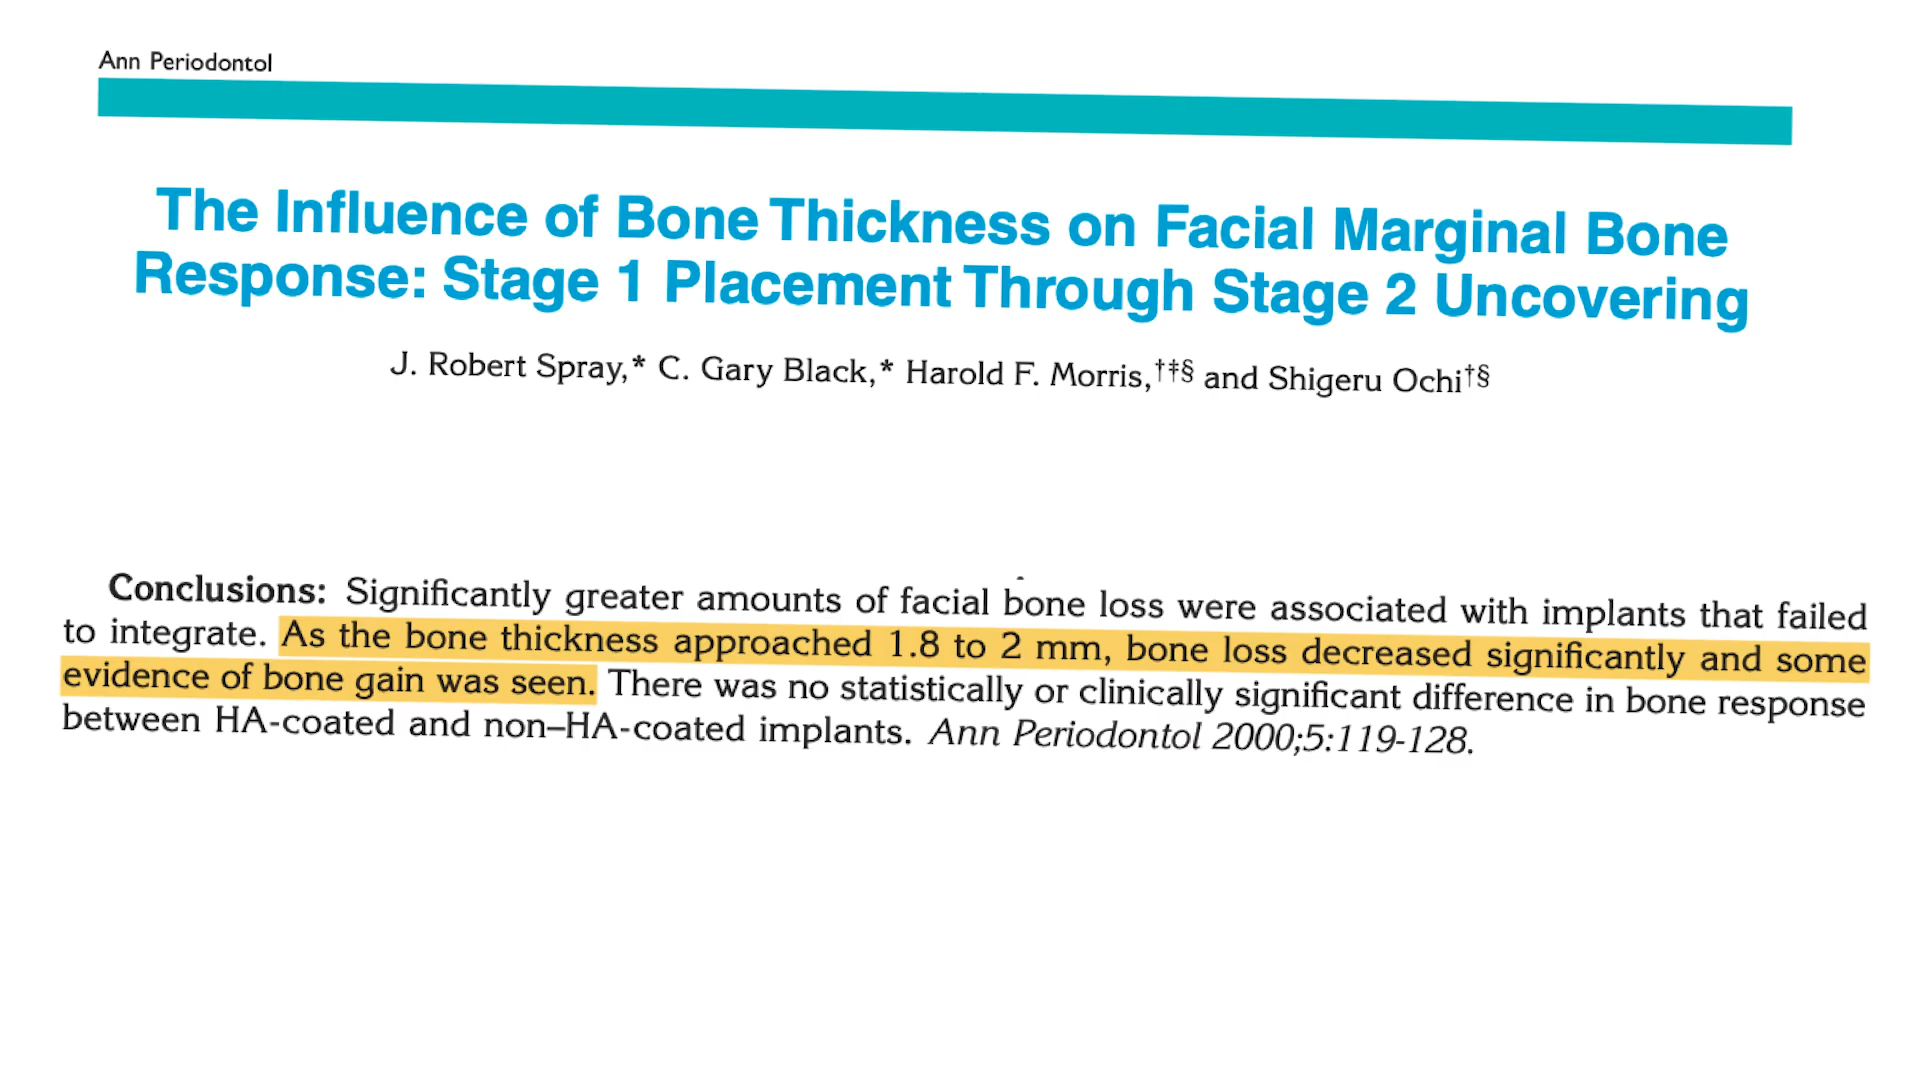 Ann Periodontol
The Influence of Bone Thickness on Facial Marginal Bone
Response: Stage 1 Placement Through Stage 2 Uncovering
J. Robert Spray,* C. Gary Black,* Harold F. Morris,†‡§ and Shigeru Ochi†§
Conclusions: Significantly greater amounts of facial bone loss were associated with implants that failed
to integrate. As the bone thickness approached 1.8 to 2 mm, bone loss decreased significantly and some
evidence of bone gain was seen. There was no statistically or clinically significant difference in bone response
between HA-coated and non–HA-coated implants. Ann Periodontol 2000;5:119-128.